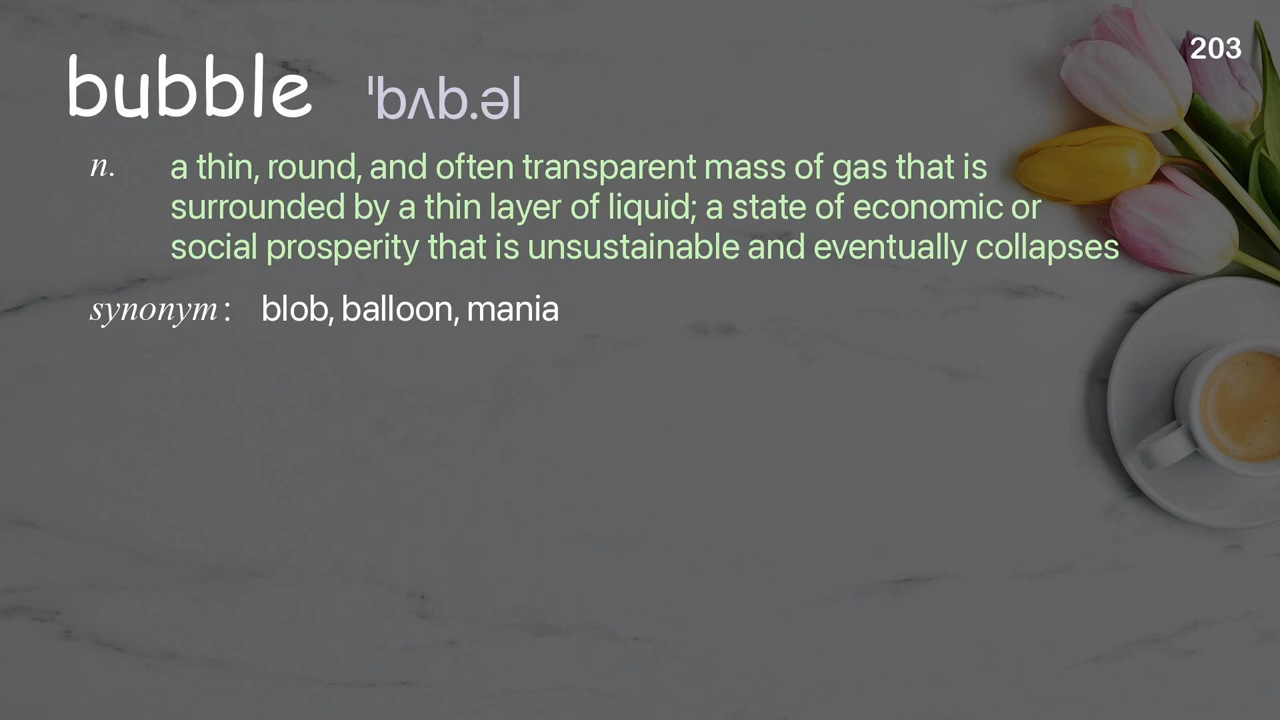 203
bubble ˈbʌb.əl
n. a thin, round, and often transparent mass of gas that is
surrounded by a thin layer of liquid; a state of economic or
social prosperity that is unsustainable and eventually collapses
synonym: blob, balloon, mania